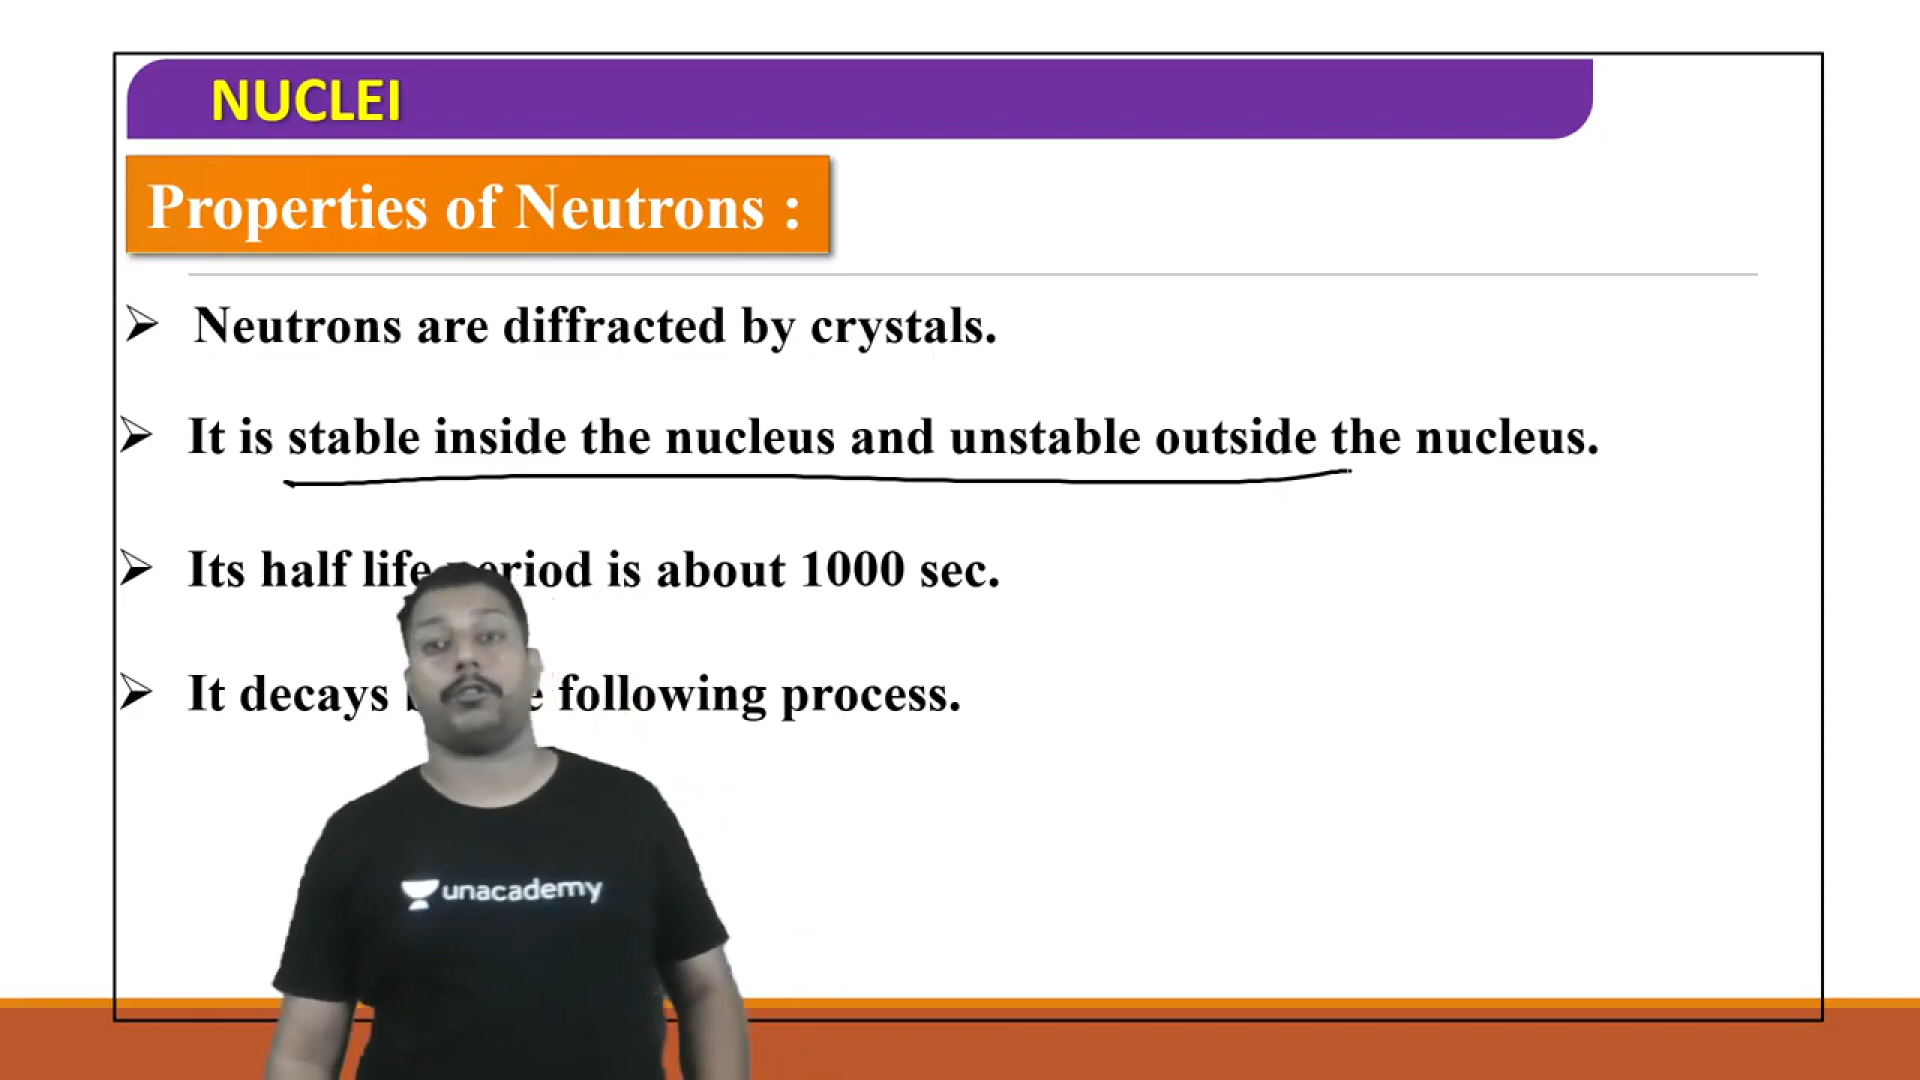 NUCLEI
Properties of Neutrons :
Neutrons are diffracted by crystals.
It is stable inside the nucleus and unstable outside the nucleus.
Its half life period is about 1000 sec.
It decays following process.
unacademy